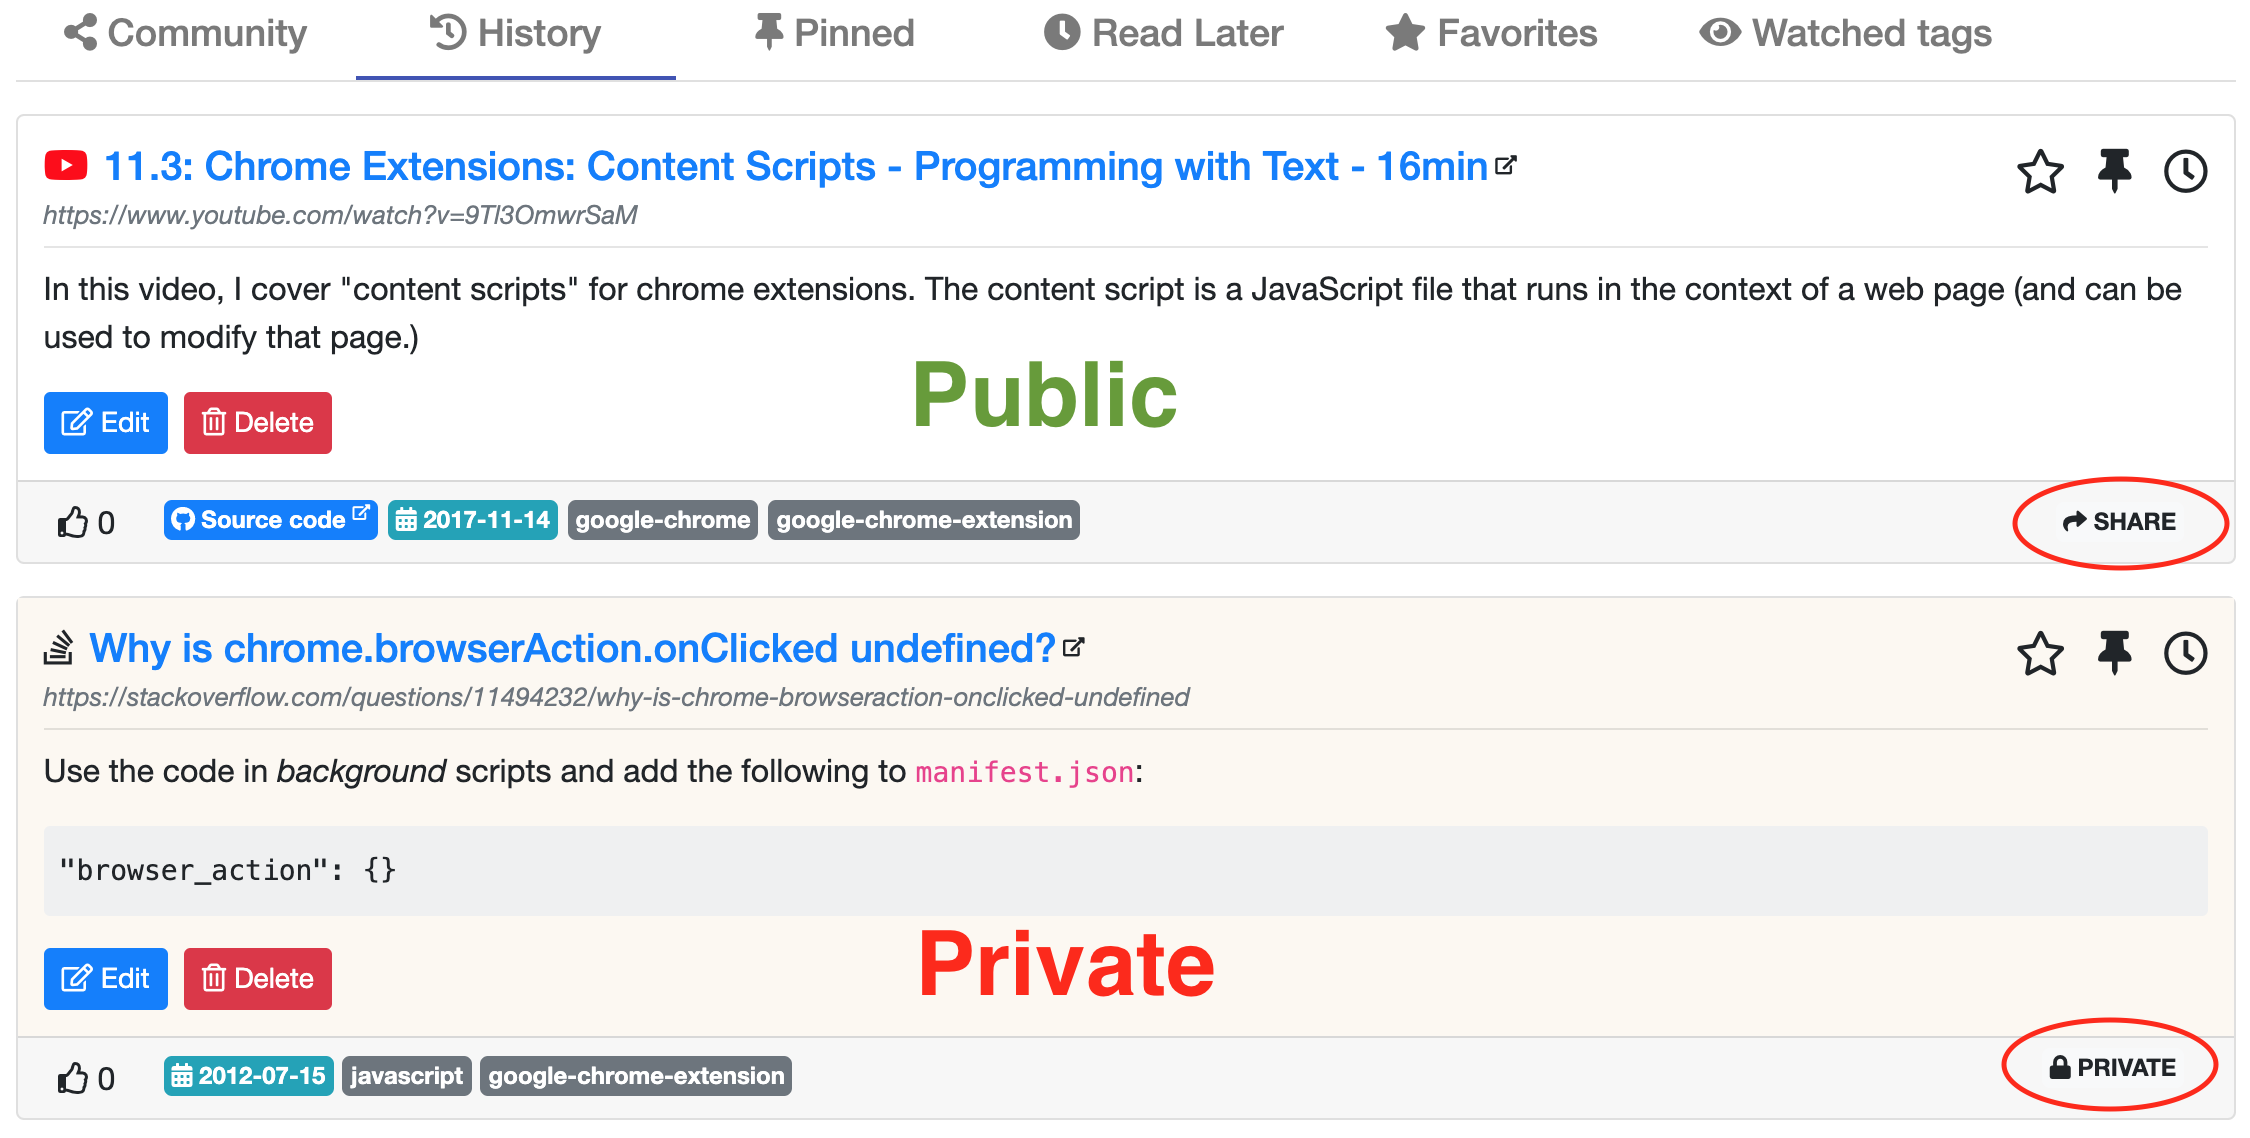 Community History Pinned Read Later Favorites Watched tags
11.3: Chrome Extensions: Content Scripts - Programming with Text - 16min
https://www.youtube.com/watch?v=9Tl3OmwrSaM
In this video, I cover "content scripts" for chrome extensions. The content script is a JavaScript file that runs in the context of a web page (and can be
used to modify that page.)
Public
Edit Delete
0 Source code 2017-11-14 google-chrome google-chrome-extension SHARE
Why is chrome.browserAction.onClicked undefined?
https://stackoverflow.com/questions/11494232/why-is-chrome-browseraction-onclicked-undefined
Use the code in background scripts and add the following to manifest.json:
"browser_action": {}
Private
Edit Delete
0 2012-07-15 javascript google-chrome-extension PRIVATE